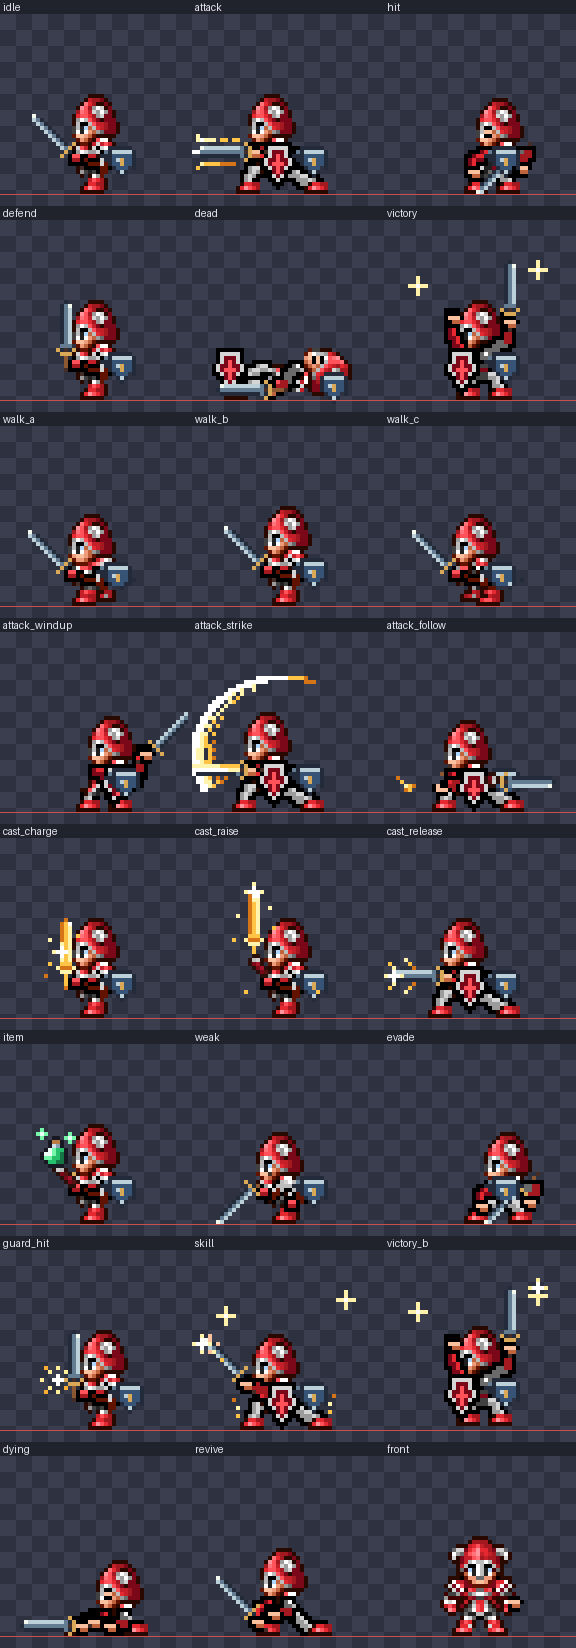 idle attack hit
defend dead victory
walk_a walk_b walk_c
attack_windup attack_strike attack_follow
cast_charge cast_raise cast_release
item weak evade
guard_hit skill victory_b
dying revive front